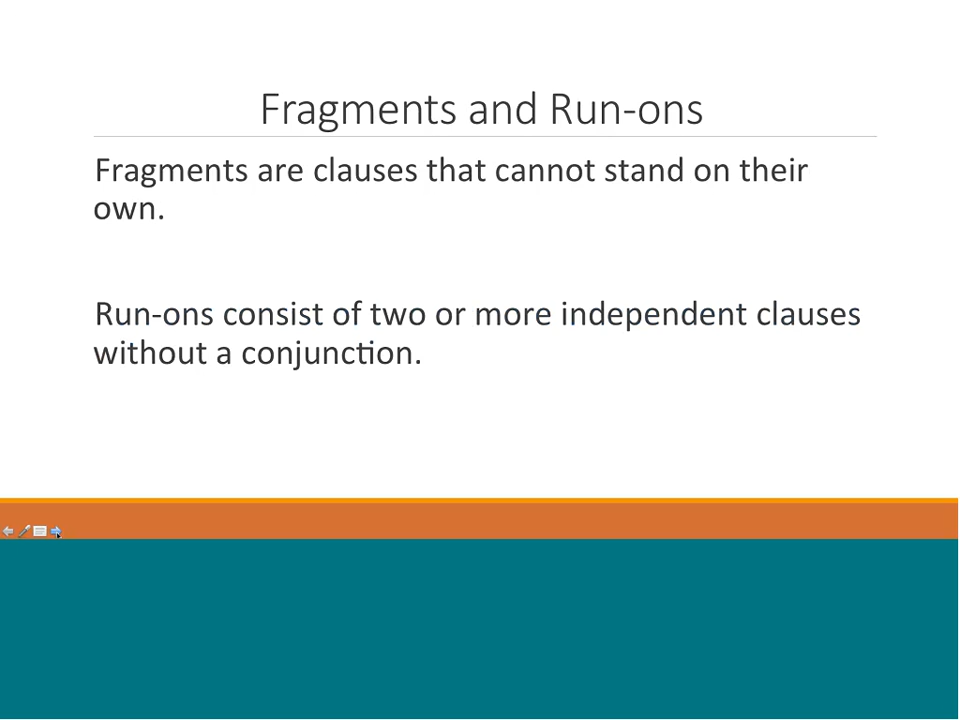 Fragments and Run-ons
Fragments are clauses that cannot stand on their
own.
Run-ons consist of two or more independent clauses
without a conjunction.